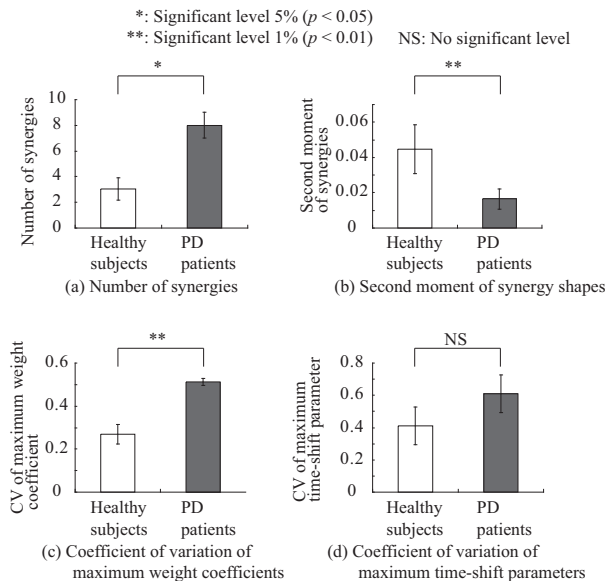 *: Significant level 5% (p < 0.05)
**: Significant level 1% (p < 0.01)
NS: No significant level
*
10
8
6
4
2
0
Number of synergies
Healthy
subjects
PD
patients
(a) Number of synergies
**
0.06
0.04
0.02
0
Second moment
of synergies
Healthy
subjects
PD
patients
(b) Second moment of synergy shapes
**
0.6
0.4
0.2
0
CV of maximum weight
coefficient
Healthy
subjects
PD
patients
(c) Coefficient of variation of
maximum weight coefficients
NS
0.8
0.6
0.4
0.2
0
CV of maximum
time-shift parameter
Healthy
subjects
PD
patients
(d) Coefficient of variation of
maximum time-shift parameters